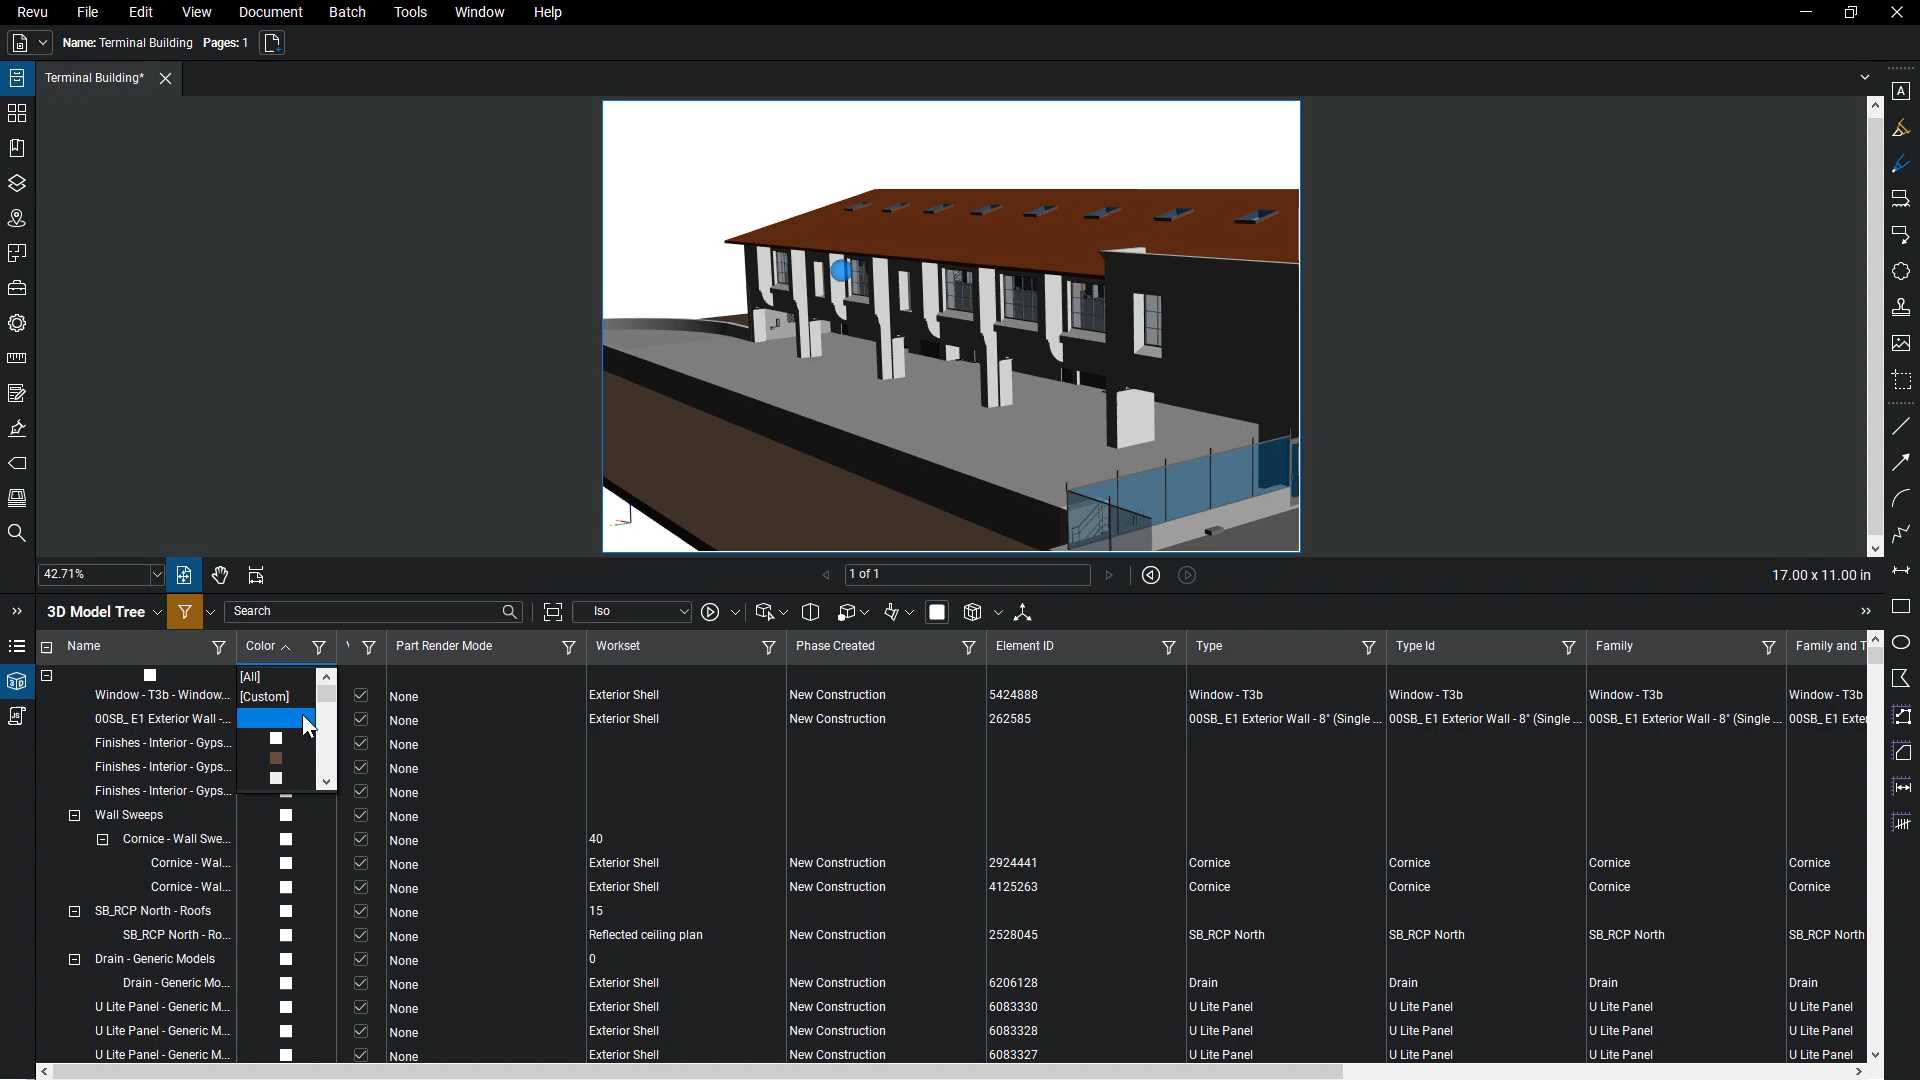 Revu File Edit View Document Batch Tools Window Help
Name: Terminal Building Pages: 1
Terminal Building*
42.71%
1 of 1
17.00 x 11.00 in
3D Model Tree
Search
Iso
Name Color Part Render Mode Workset Phase Created Element ID Type Type Id Family Family and T
[All]
[Custom]
Window - T3b - Window... None Exterior Shell New Construction 5424888 Window - T3b Window - T3b Window - T3b Window - T3b
00SB_ E1 Exterior Wall -... None Exterior Shell New Construction 262585 00SB_ E1 Exterior Wall - 8" (Single ... 00SB_ E1 Exterior Wall - 8" (Single ... 00SB_ E1 Exterior Wall - 8" (Single ... 00SB_ E1 Exte
Finishes - Interior - Gyps... None
Finishes - Interior - Gyps... None
Finishes - Interior - Gyps... None
Wall Sweeps None
Cornice - Wall Swe... None 40
Cornice - Wal... None Exterior Shell New Construction 2924441 Cornice Cornice Cornice Cornice
Cornice - Wal... None Exterior Shell New Construction 4125263 Cornice Cornice Cornice Cornice
SB_RCP North - Roofs None 15
SB_RCP North - Ro... None Reflected ceiling plan New Construction 2528045 SB_RCP North SB_RCP North SB_RCP North SB_RCP North
Drain - Generic Models None 0
Drain - Generic Mo... None Exterior Shell New Construction 6206128 Drain Drain Drain Drain
U Lite Panel - Generic M... None Exterior Shell New Construction 6083330 U Lite Panel U Lite Panel U Lite Panel U Lite Panel
U Lite Panel - Generic M... None Exterior Shell New Construction 6083328 U Lite Panel U Lite Panel U Lite Panel U Lite Panel
U Lite Panel - Generic M... None Exterior Shell New Construction 6083327 U Lite Panel U Lite Panel U Lite Panel U Lite Panel